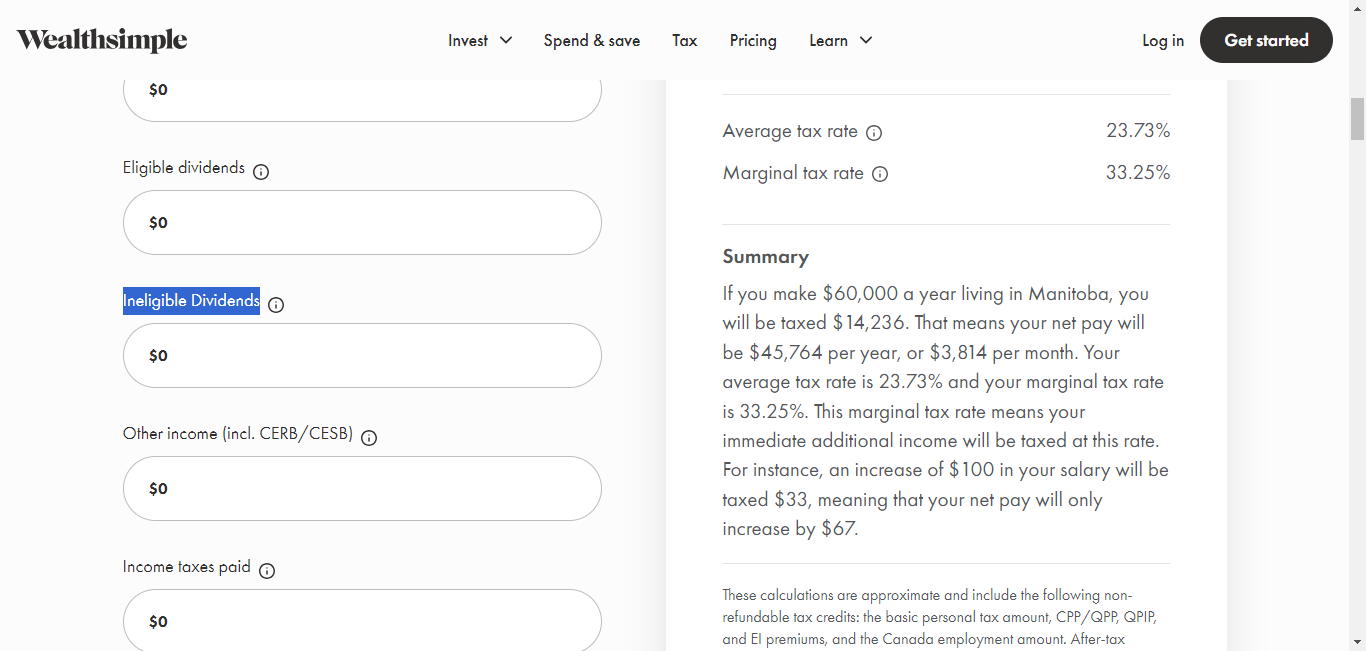 Wealthsimple
Invest
Spend & save
Tax
Pricing
Learn
Log in
Get started
$0
Eligible dividends
$0
Ineligible Dividends
$0
Other income (incl. CERB/CESB)
$0
Income taxes paid
$0
Average tax rate 23.73%
Marginal tax rate 33.25%
Summary
If you make $60,000 a year living in Manitoba, you
will be taxed $14,236. That means your net pay will
be $45,764 per year, or $3,814 per month. Your
average tax rate is 23.73% and your marginal tax rate
is 33.25%. This marginal tax rate means your
immediate additional income will be taxed at this rate.
For instance, an increase of $100 in your salary will be
taxed $33, meaning that your net pay will only
increase by $67.
These calculations are approximate and include the following non-
refundable tax credits: the basic personal tax amount, CPP/QPP, QPIP,
and EI premiums, and the Canada employment amount. After-tax